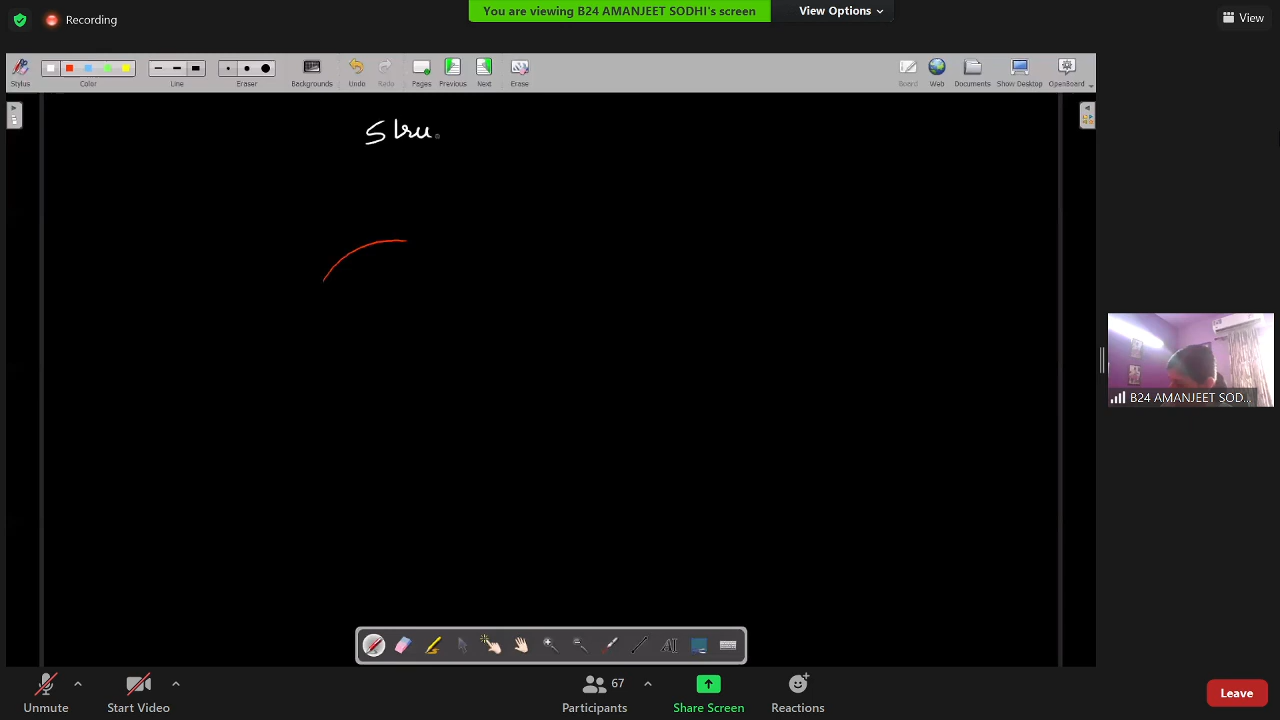 Recording
You are viewing B24 AMANJEET SODHI's screen
View Options
View
Stylus
Color
Line
Eraser
Backgrounds
Undo
Redo
Pages
Previous
Next
Erase
Board
Web
Documents
Show Desktop
OpenBoard
Stru
B24 AMANJEET SOD...
AI
Unmute
Start Video
67
Participants
Share Screen
Reactions
Leave